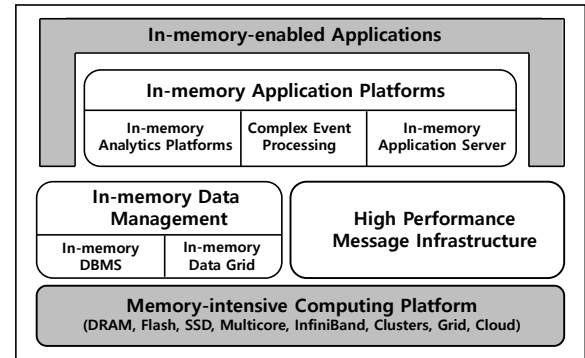 In-memory-enabled Applications
In-memory Application Platforms
In-memory
Analytics Platforms
Complex Event
Processing
In-memory
Application Server
In-memory Data
Management
In-memory
DBMS
In-memory
Data Grid
High Performance
Message Infrastructure
Memory-intensive Computing Platform
(DRAM, Flash, SSD, Multicore, InfiniBand, Clusters, Grid, Cloud)